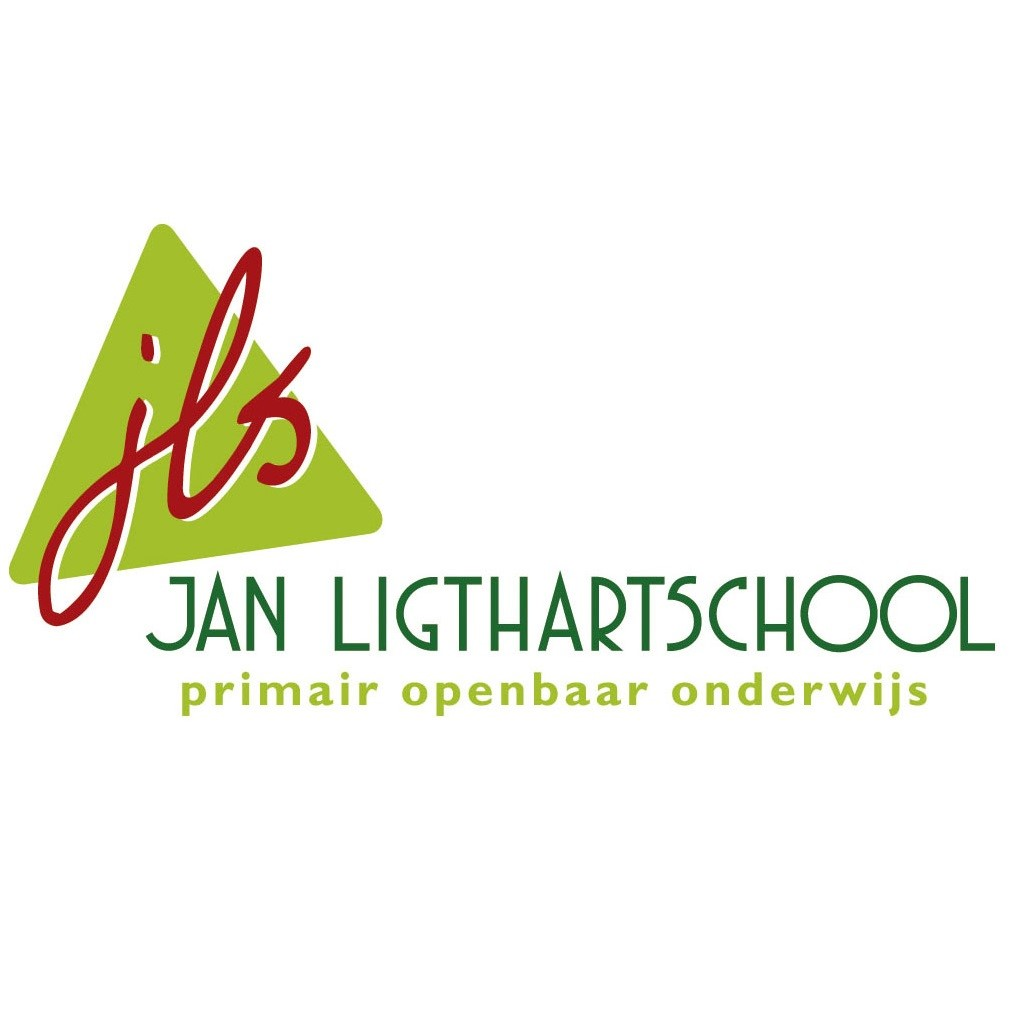 jls
JAN LIGTHARTSCHOOL
primair openbaar onderwijs